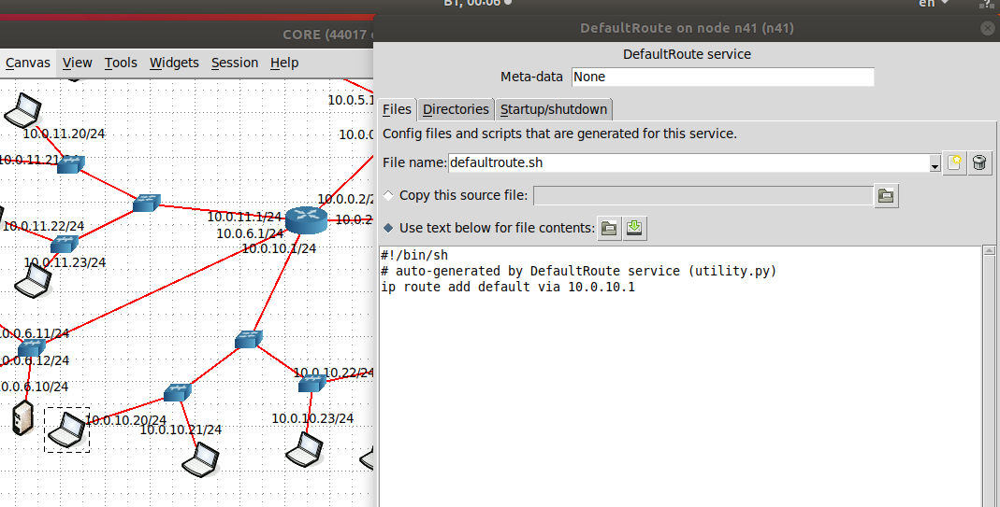 Вт, 00:06
en
CORE (44017
DefaultRoute on node n41 (n41)
Canvas View Tools Widgets Session Help
DefaultRoute service
Meta-data None
Files Directories Startup/shutdown
Config files and scripts that are generated for this service.
File name: defaultroute.sh
Copy this source file:
Use text below for file contents:
#!/bin/sh
# auto-generated by DefaultRoute service (utility.py)
ip route add default via 10.0.10.1
10.0.5.1
10.0.0
10.0.11.20/24
10.0.11.21/24
10.0.0.2/2
10.0.11.1/24
10.0.2
10.0.11.22/24
10.0.6.1/24
10.0.10.1/24
10.0.11.23/24
10.0.6.11/24
10.0.6.12/24
10.0.10.22/24
10.0.6.10/24
10.0.10.23/24
10.0.10.20/24
10.0.10.21/24